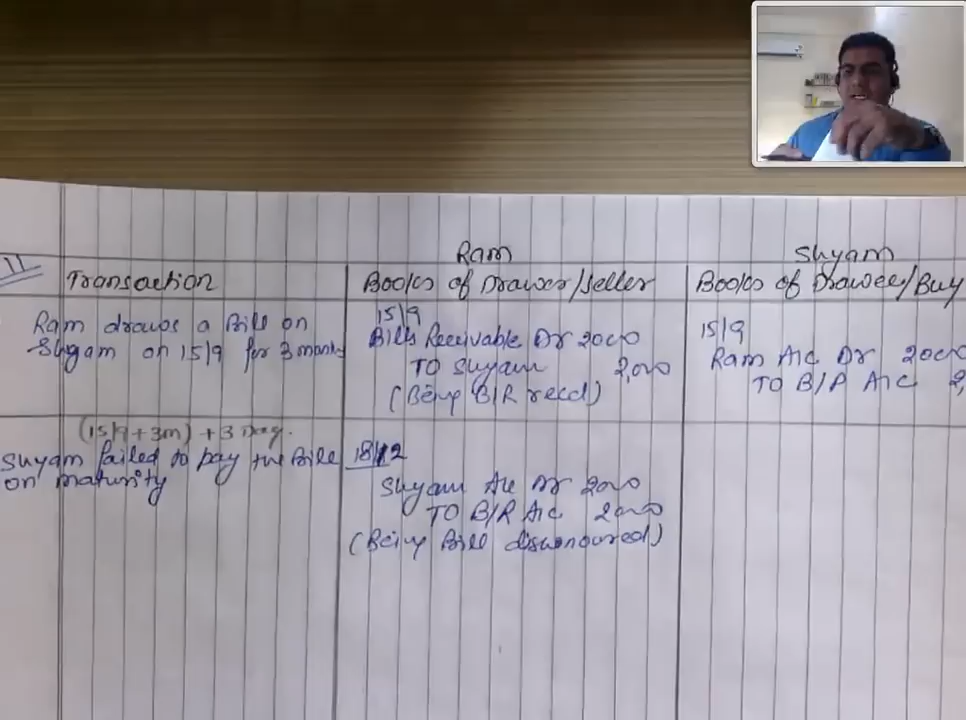 Ram
Shyam
11
Transaction
Books of Drawer/Seller
Books of Drawee/Buy
Ram draws a Bill on
Shyam on 15/9 for 3 months
15/9
Bills Receivable Dr 2000
To Shyam 2,000
(Being B/R recd)
15/9
Ram A/c Dr 2000
To B/P A/c 2,
(15/9+3m) + 3 Day.
Shyam failed to pay the Bill
on maturity
18/12
Shyam A/c Dr 2000
To B/R A/c 2000
(Being Bill dishonoured)